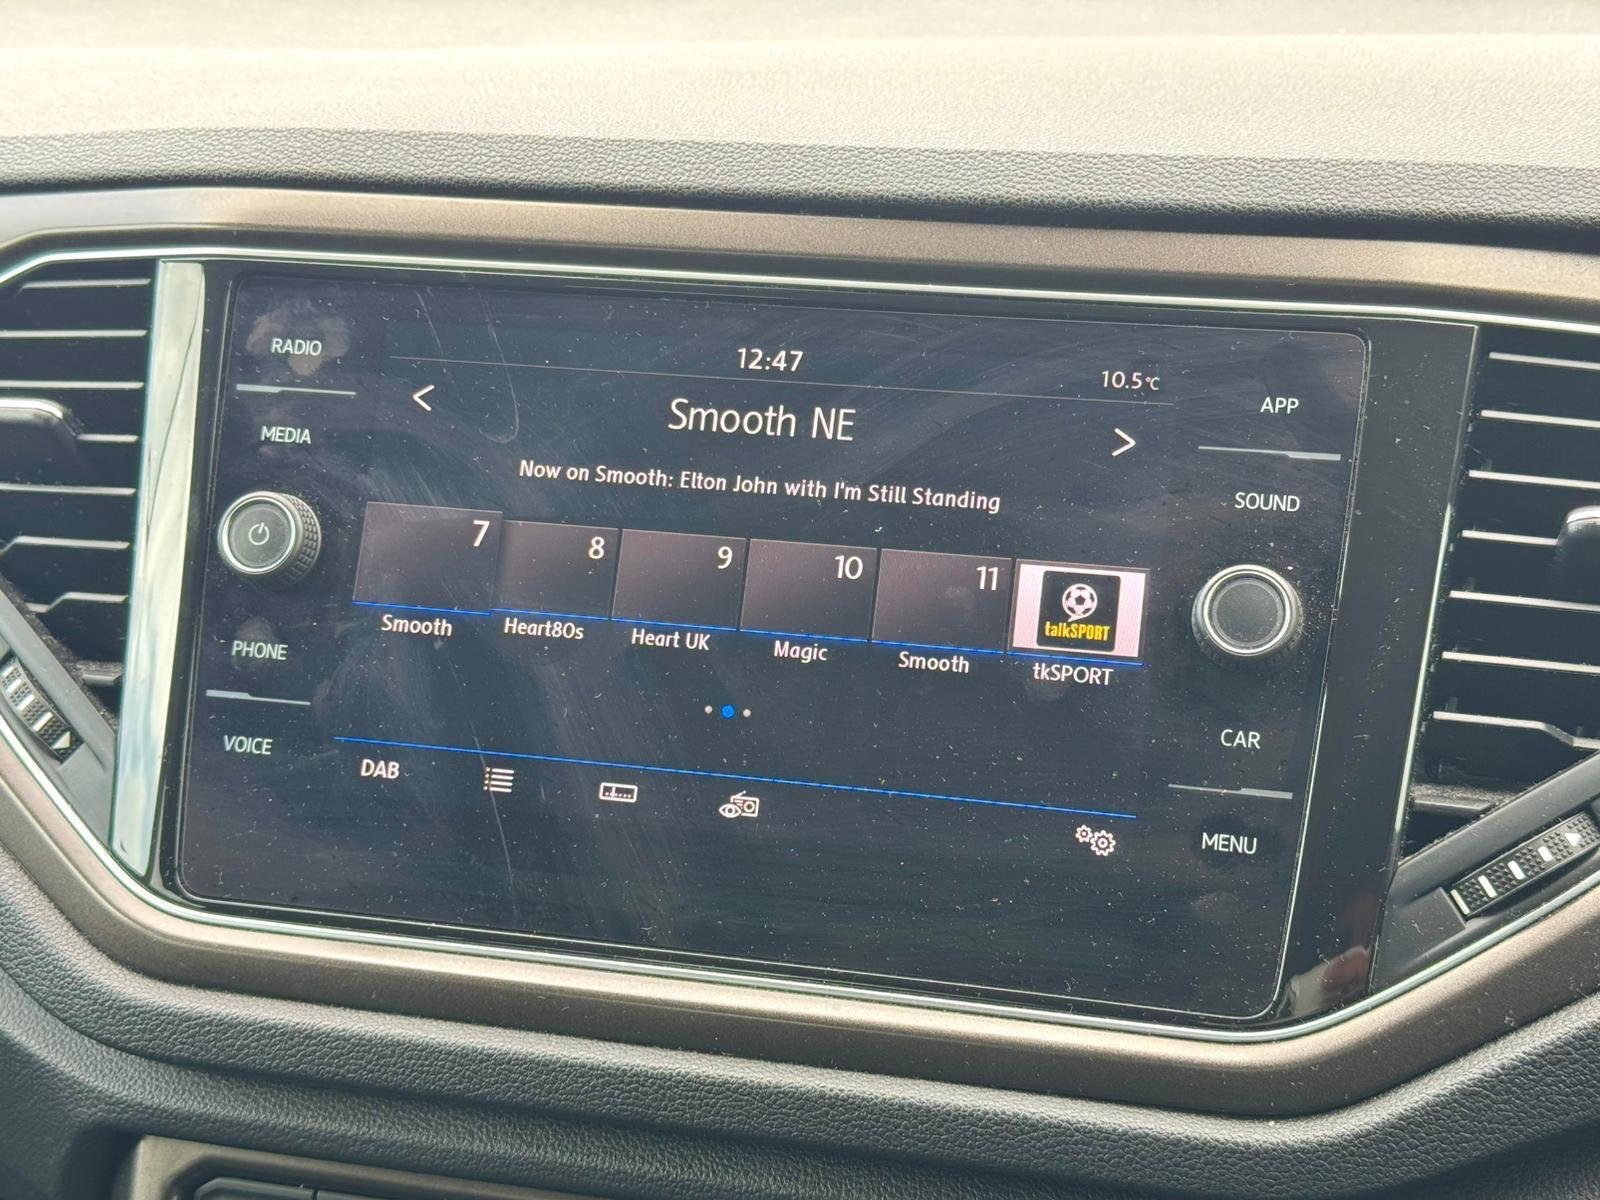 12:47
10.5°C
RADIO
MEDIA
PHONE
VOICE
<
Smooth NE
>
Now on Smooth: Elton John with I'm Still Standing
7
8
9
10
11
talkSPORT
Smooth
Heart80s
Heart UK
Magic
Smooth
tkSPORT
DAB
APP
SOUND
CAR
MENU